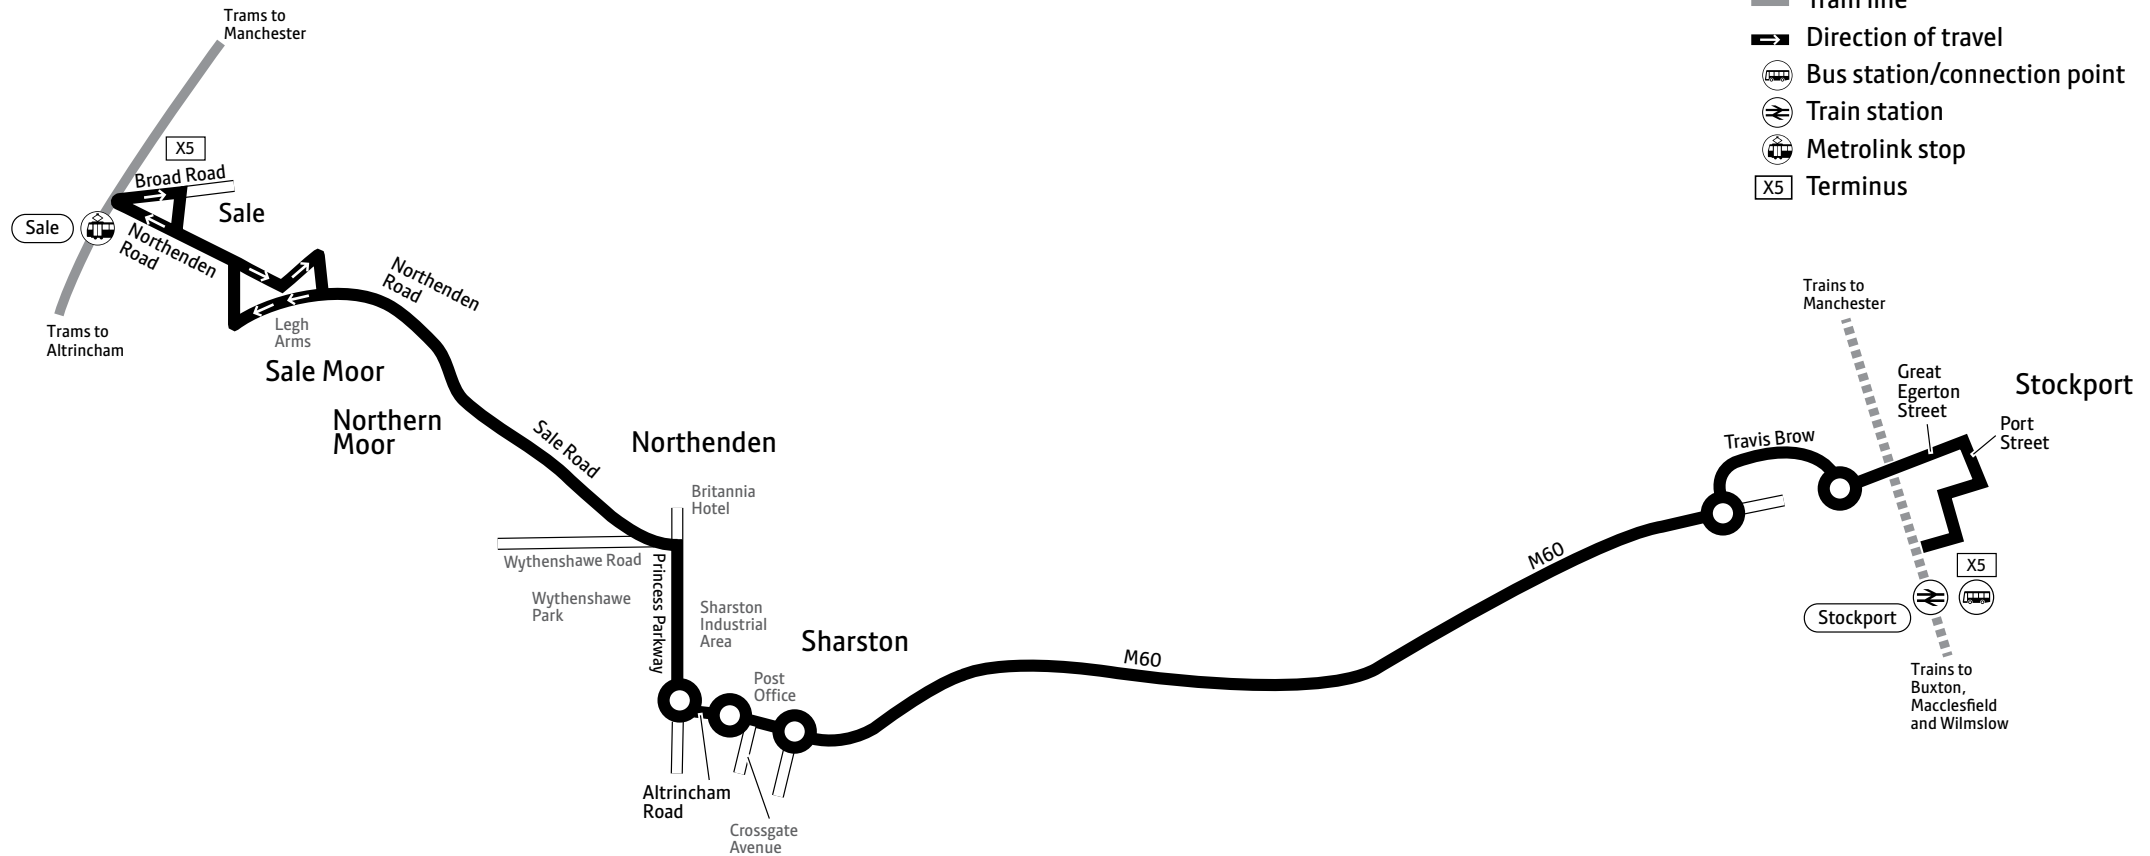 Trams to
Manchester
Tram line
Direction of travel
Bus station/connection point
Train station
Metrolink stop
X5
Terminus
X5
Broad Road
Sale
Sale
Northenden
Road
Northenden
Road
Legh
Arms
Trams to
Altrincham
Sale Moor
Northern
Moor
Sale Road
Northenden
Britannia
Hotel
Wythenshawe Road
Wythenshawe
Park
Princess Parkway
Sharston
Industrial
Area
Sharston
Post
Office
Altrincham
Road
Crossgate
Avenue
M60
M60
Trains to
Manchester
Great
Egerton
Street
Stockport
Port
Street
Travis Brow
X5
Stockport
Trains to
Buxton,
Macclesfield
and Wilmslow